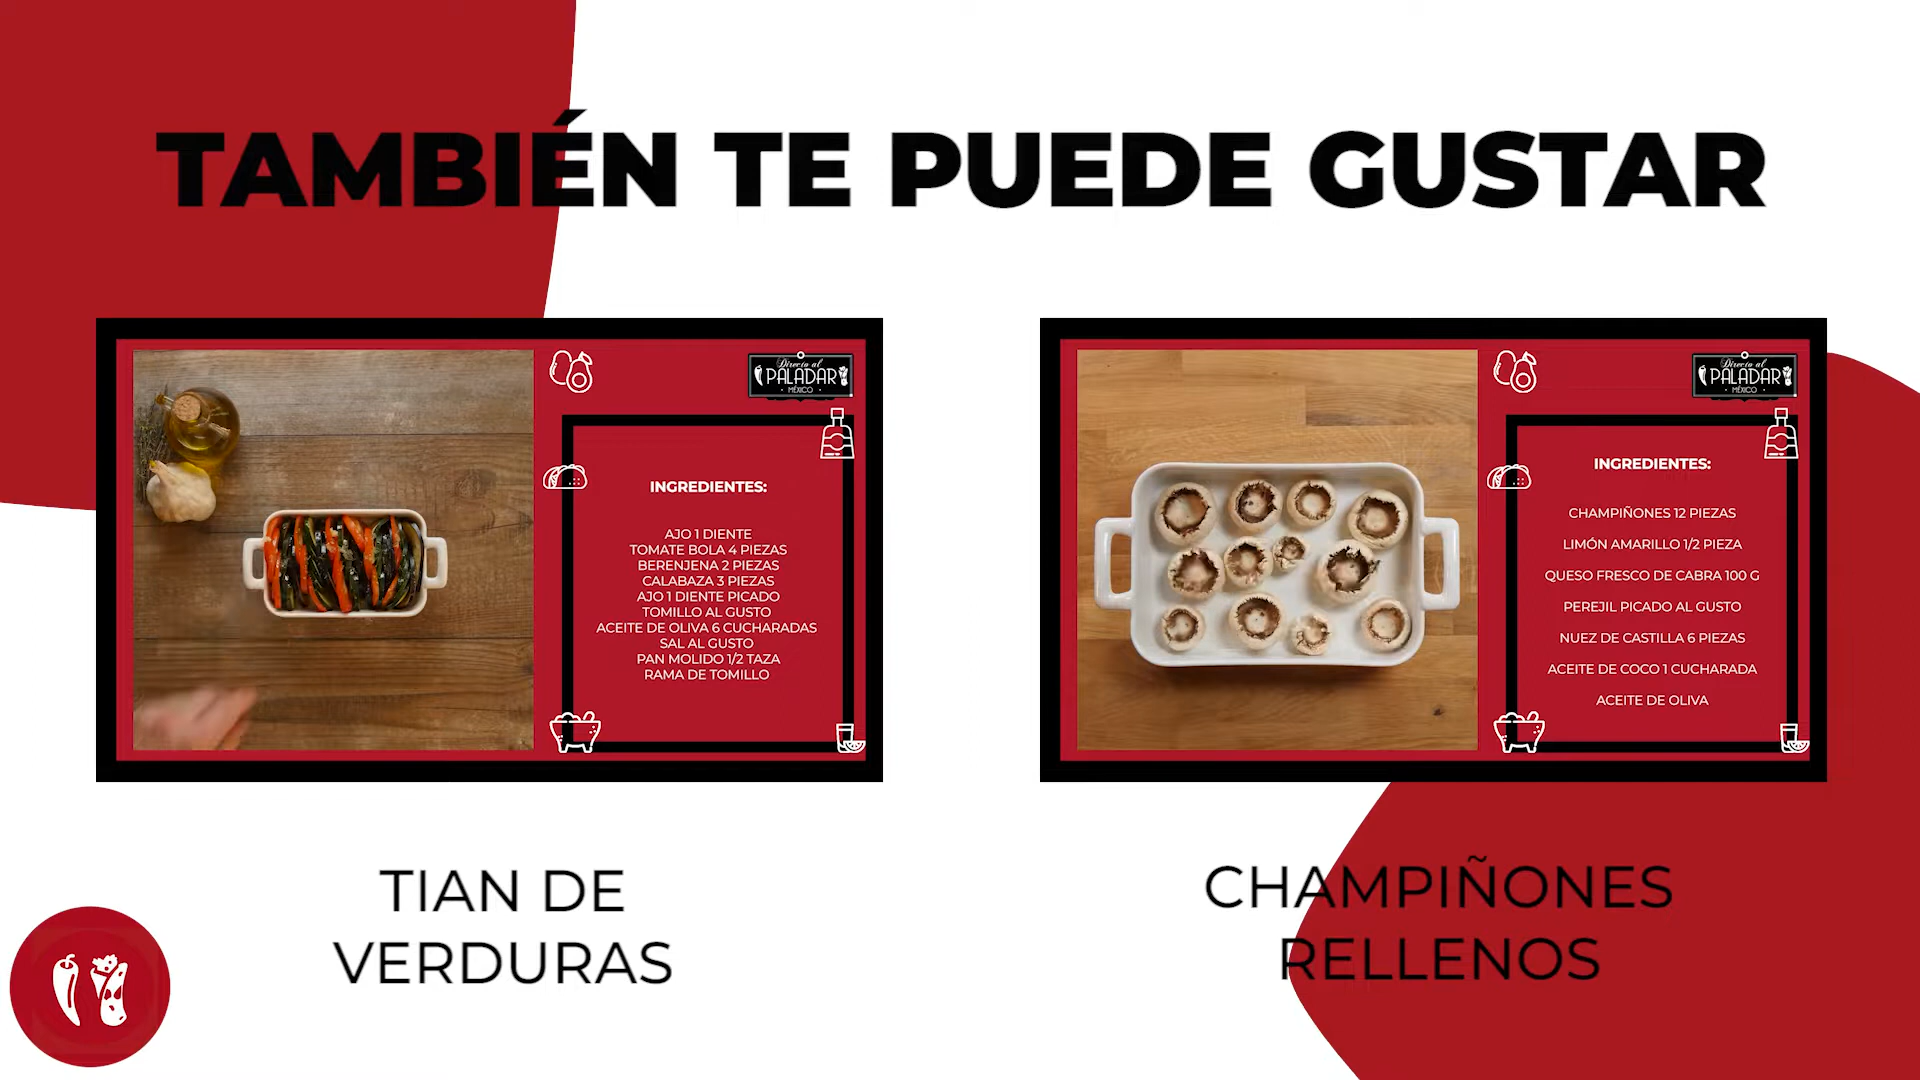 TAMBIÉN TE PUEDE GUSTAR
Directo al
PALADAR
MÉXICO
INGREDIENTES:
AJO 1 DIENTE
TOMATE BOLA 4 PIEZAS
BERENJENA 2 PIEZAS
CALABAZA 3 PIEZAS
AJO 1 DIENTE PICADO
TOMILLO AL GUSTO
ACEITE DE OLIVA 6 CUCHARADAS
SAL AL GUSTO
PAN MOLIDO 1/2 TAZA
RAMA DE TOMILLO
TIAN DE
VERDURAS
Directo al
PALADAR
MÉXICO
INGREDIENTES:
CHAMPIÑONES 12 PIEZAS
LIMÓN AMARILLO 1/2 PIEZA
QUESO FRESCO DE CABRA 100 G
PEREJIL PICADO AL GUSTO
NUEZ DE CASTILLA 6 PIEZAS
ACEITE DE COCO 1 CUCHARADA
ACEITE DE OLIVA
CHAMPIÑONES
RELLENOS